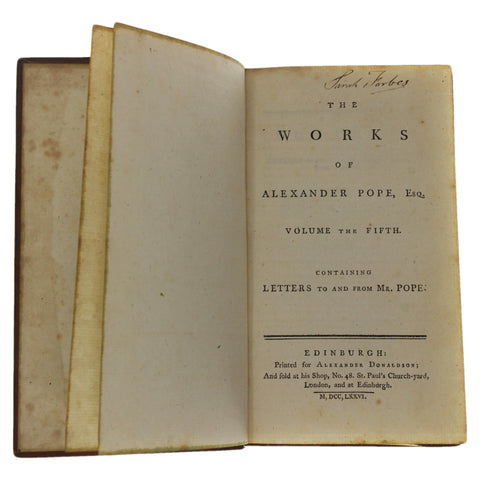 Sarah Forbes
THE
WORKS
OF
ALEXANDER POPE, Esq.
VOLUME THE FIFTH.
CONTAINING
LETTERS TO AND FROM MR. POPE.
EDINBURGH:
Printed for ALEXANDER DONALDSON;
And ſold at his Shop, No. 48. St. Paul's Church-yard,
London, and at Edinburgh.
M, DCC, LXXVI.